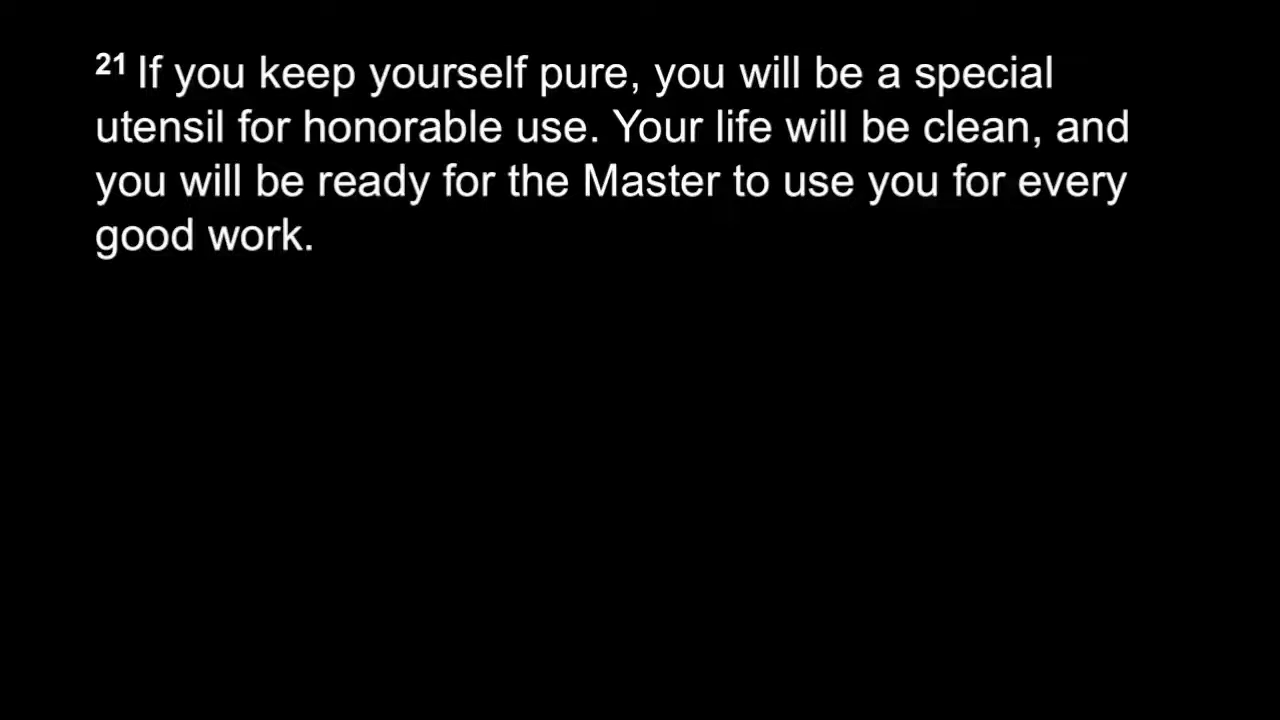 21 If you keep yourself pure, you will be a special
utensil for honorable use. Your life will be clean, and
you will be ready for the Master to use you for every
good work.